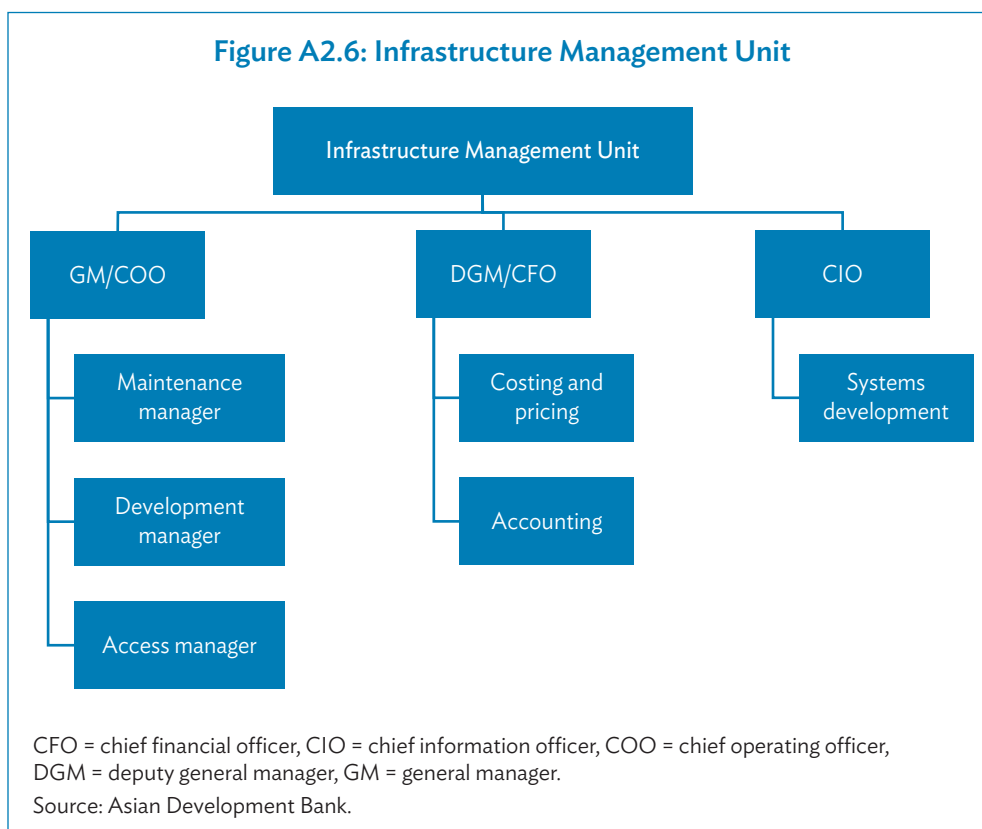 Figure A2.6: Infrastructure Management Unit
Infrastructure Management Unit
GM/COO
DGM/CFO
CIO
Maintenance
manager
Costing and
pricing
Systems
development
Development
manager
Accounting
Access manager
CFO = chief financial officer, CIO = chief information officer, COO = chief operating officer,
DGM = deputy general manager, GM = general manager.
Source: Asian Development Bank.